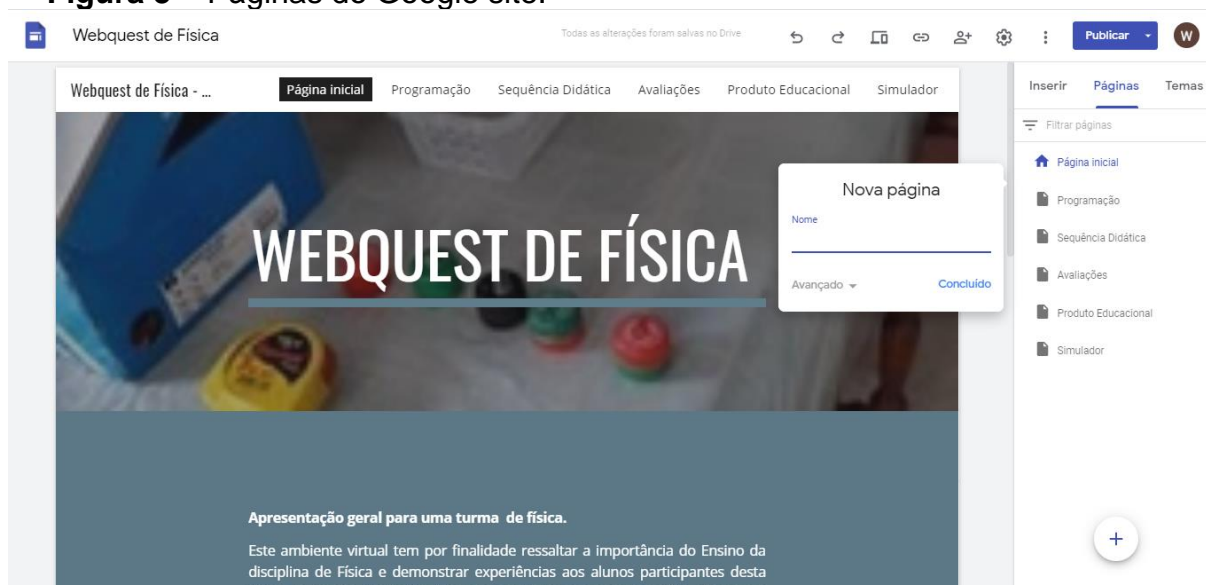 Páginas do Google site.
Webquest de Física
Todas as alterações foram salvas no Drive
Publicar
W
Webquest de Física - ...
Página inicial
Programação
Sequência Didática
Avaliações
Produto Educacional
Simulador
Inserir
Páginas
Temas
Filtrar páginas
Página inicial
Programação
Sequência Didática
Avaliações
Produto Educacional
Simulador
Nova página
Nome
Avançado
Concluído
WEBQUEST DE FÍSICA
Apresentação geral para uma turma de física.
Este ambiente virtual tem por finalidade ressaltar a importância do Ensino da
disciplina de Física e demonstrar experiências aos alunos participantes desta